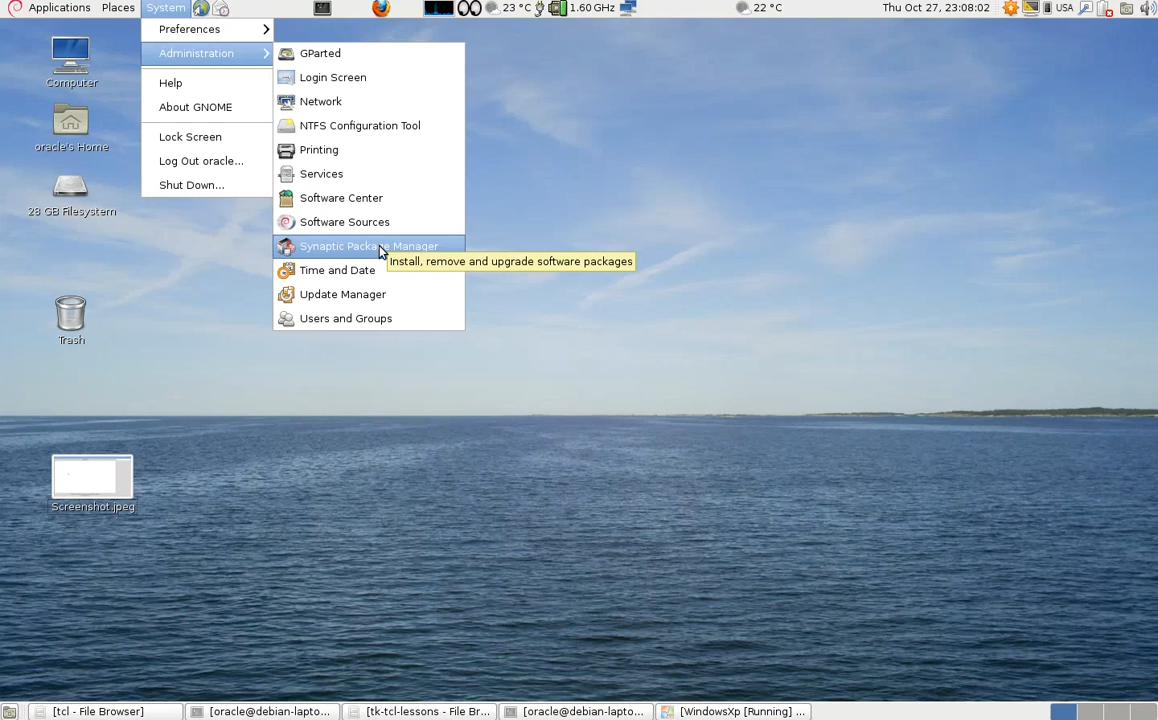 Applications Places System 23 °C 1.60 GHz 22 °C Thu Oct 27, 23:08:02 USA
Preferences
Administration
Help
About GNOME
Lock Screen
Log Out oracle...
Shut Down...
GParted
Login Screen
Network
NTFS Configuration Tool
Printing
Services
Software Center
Software Sources
Synaptic Package Manager
Install, remove and upgrade software packages
Time and Date
Update Manager
Users and Groups
Computer
oracle's Home
28 GB Filesystem
Trash
Screenshot.jpeg
[tcl - File Browser] [oracle@debian-lapto... [tk-tcl-lessons - File Br... [oracle@debian-lapto... [WindowsXp [Running] ...